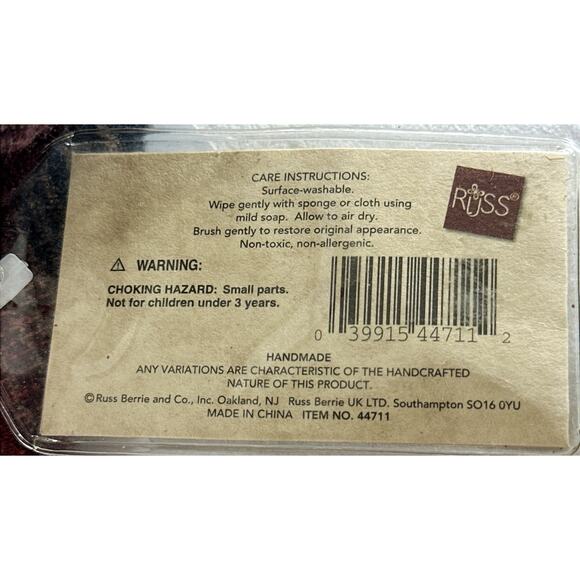 CARE INSTRUCTIONS:
Surface-washable.
Wipe gently with sponge or cloth using
mild soap. Allow to air dry.
Brush gently to restore original appearance.
Non-toxic, non-allergenic.
RUSS®
⚠ WARNING:
CHOKING HAZARD: Small parts.
Not for children under 3 years.
0 39915 44711 2
HANDMADE
ANY VARIATIONS ARE CHARACTERISTIC OF THE HANDCRAFTED
NATURE OF THIS PRODUCT.
©Russ Berrie and Co., Inc. Oakland, NJ Russ Berrie UK LTD. Southampton SO16 0YU
MADE IN CHINA ITEM NO. 44711